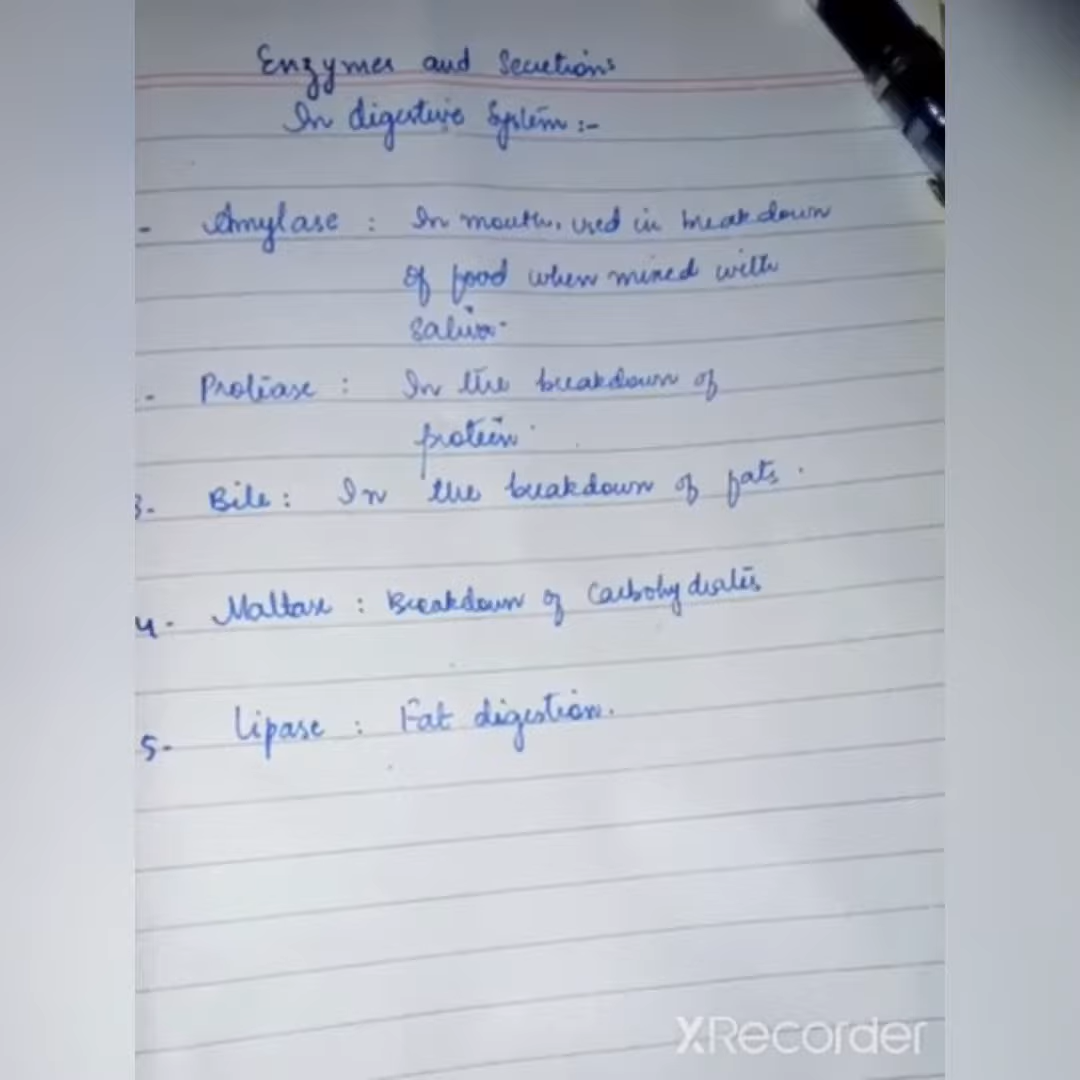 Enzymes and Secretions
In digestive System :-
- Amylase : In mouth, used in breakdown
of food when mixed with
saliva.
- Protease : In the breakdown of
protein.
3. Bile : In the breakdown of fats.
4. Maltase : Breakdown of Carbohydrates
5. Lipase : Fat digestion.
XRecorder